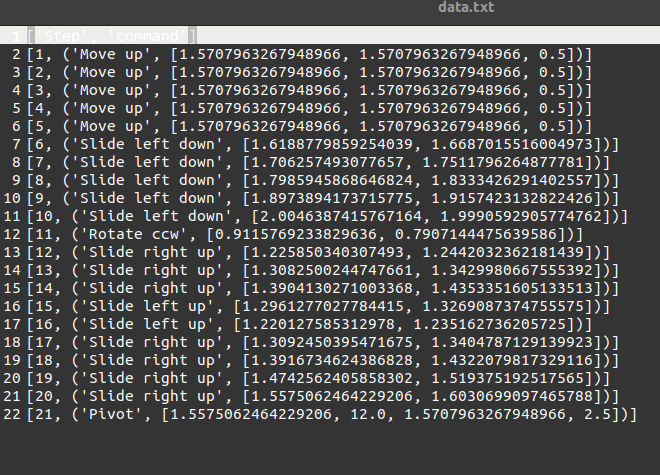 data.txt
1 ['Step', 'command']
2 [1, ('Move up', [1.5707963267948966, 1.5707963267948966, 0.5])]
3 [2, ('Move up', [1.5707963267948966, 1.5707963267948966, 0.5])]
4 [3, ('Move up', [1.5707963267948966, 1.5707963267948966, 0.5])]
5 [4, ('Move up', [1.5707963267948966, 1.5707963267948966, 0.5])]
6 [5, ('Move up', [1.5707963267948966, 1.5707963267948966, 0.5])]
7 [6, ('Slide left down', [1.6188779859254039, 1.6687015516004973])]
8 [7, ('Slide left down', [1.706257493077657, 1.7511796264877781])]
9 [8, ('Slide left down', [1.7985945868646824, 1.8333426291402557])]
10 [9, ('Slide left down', [1.8973894173715775, 1.9157423132822426])]
11 [10, ('Slide left down', [2.0046387415767164, 1.9990592905774762])]
12 [11, ('Rotate ccw', [0.9115769233829636, 0.7907144475639586])]
13 [12, ('Slide right up', [1.225850340307493, 1.2442032362181439])]
14 [13, ('Slide right up', [1.3082500244747661, 1.3429980667555392])]
15 [14, ('Slide right up', [1.3904130271003368, 1.4353351605133513])]
16 [15, ('Slide left up', [1.2961277027784415, 1.3269087374755575])]
17 [16, ('Slide left up', [1.220127585312978, 1.235162736205725])]
18 [17, ('Slide right up', [1.3092450395471675, 1.3404787129139923])]
19 [18, ('Slide right up', [1.3916734624386828, 1.4322079817329116])]
20 [19, ('Slide right up', [1.4742562405858302, 1.519375192517565])]
21 [20, ('Slide right up', [1.5575062464229206, 1.6030699097465788])]
22 [21, ('Pivot', [1.5575062464229206, 12.0, 1.5707963267948966, 2.5])]